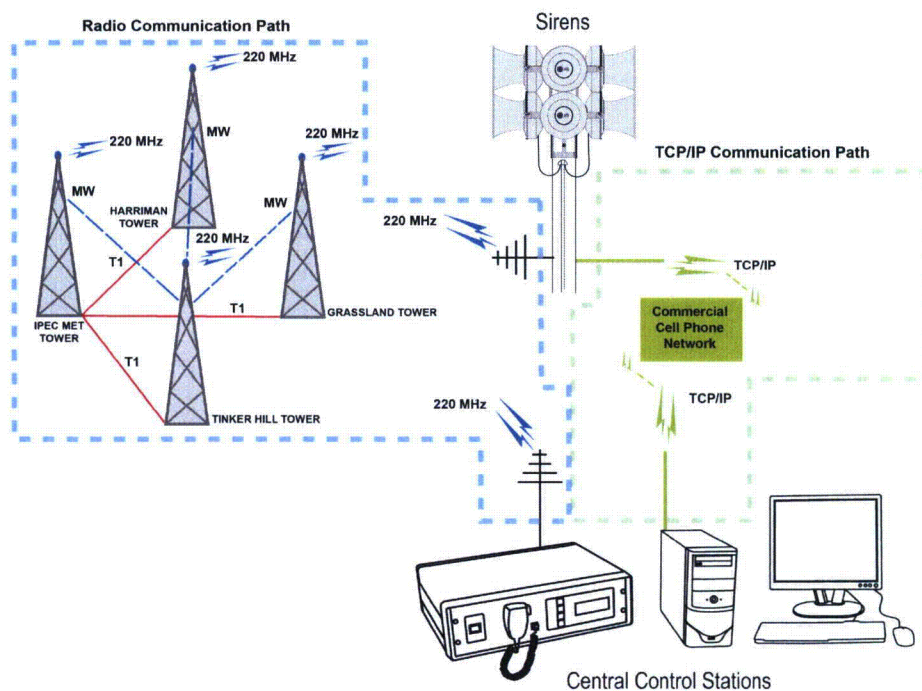 Radio Communication Path
Sirens
220 MHz
220 MHz
MW
220 MHz
TCP/IP Communication Path
MW
HARRIMAN
TOWER
MW
220 MHz
220 MHz
T1
TCP/IP
IPEC MET
TOWER
T1
GRASSLAND TOWER
Commercial
Cell Phone
Network
T1
TCP/IP
220 MHz
TINKER HILL TOWER
Central Control Stations